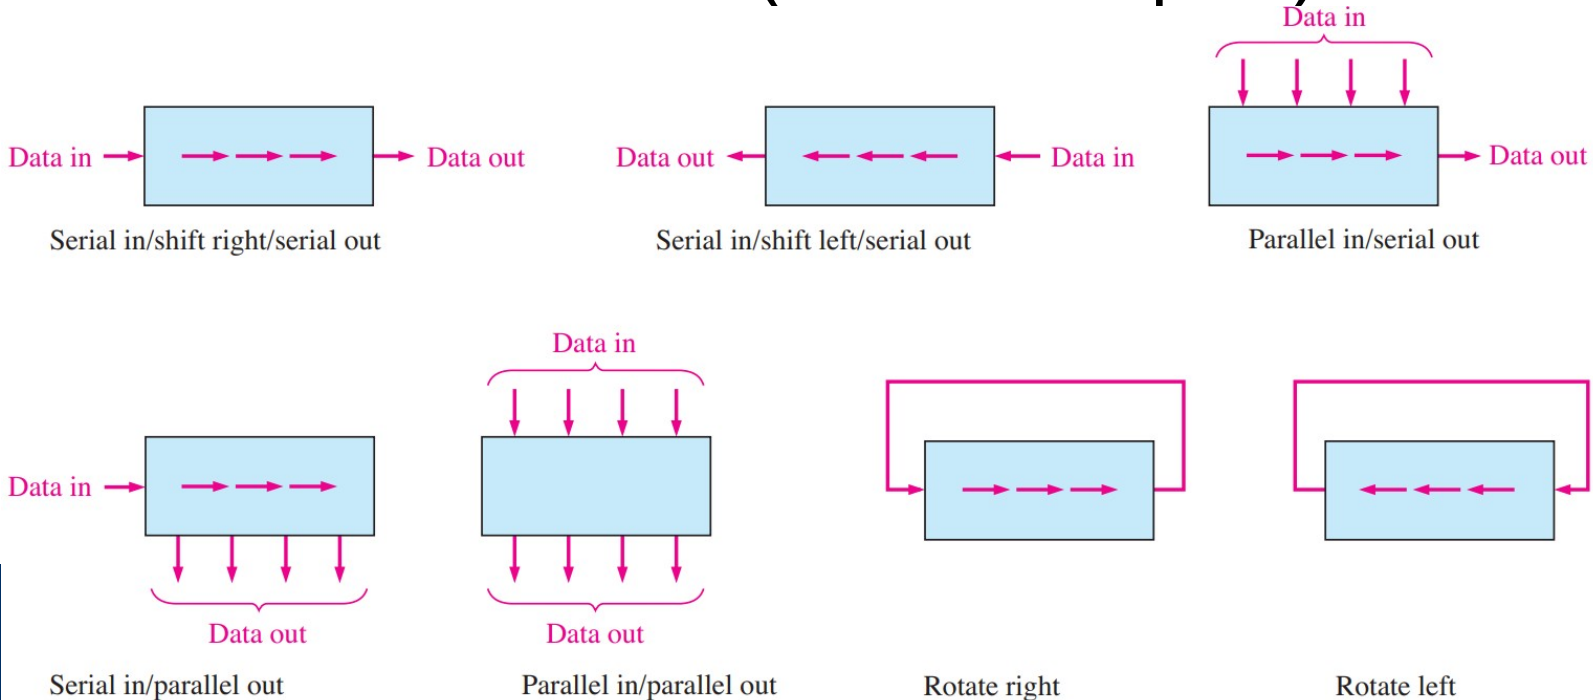 Data in
Data in Data out
Data out Data in
Data out
Serial in/shift right/serial out
Serial in/shift left/serial out
Parallel in/serial out
Data in
Data in
Data out
Data out
Serial in/parallel out
Parallel in/parallel out
Rotate right
Rotate left